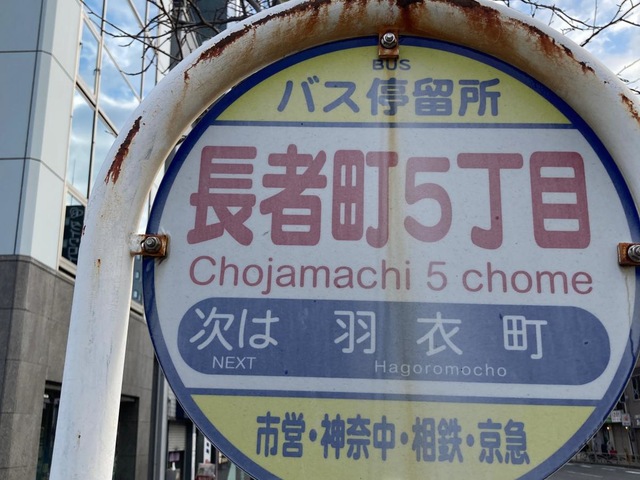 BUS
バス停留所
長者町5丁目
Chojamachi 5 chome
次は 羽衣町
NEXT Hagoromocho
市営・神奈中・相鉄・京急